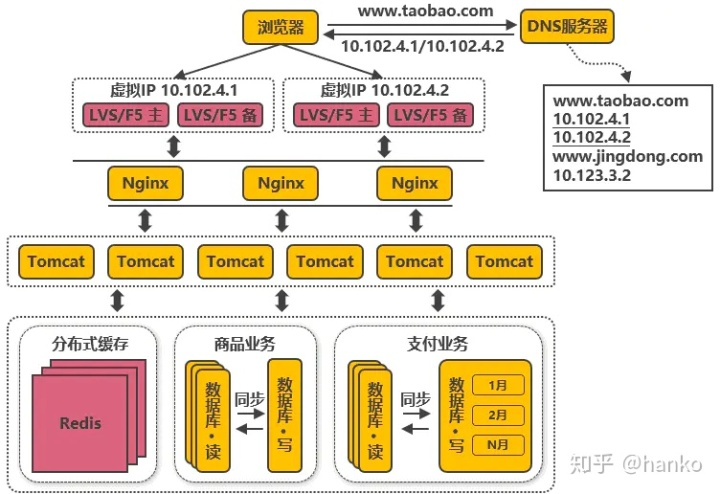 www.taobao.com
浏览器
DNS服务器
10.102.4.1/10.102.4.2
虚拟IP 10.102.4.1
虚拟IP 10.102.4.2
LVS/F5 主
LVS/F5 备
LVS/F5 主
LVS/F5 备
www.taobao.com
10.102.4.1
10.102.4.2
www.jingdong.com
10.123.3.2
Nginx
Nginx
Nginx
Tomcat
Tomcat
Tomcat
Tomcat
Tomcat
Tomcat
分布式缓存
Redis
商品业务
数据库·读
同步
数据库·写
支付业务
数据库·读
同步
数据库·写
1月
2月
N月
知乎 @hanko